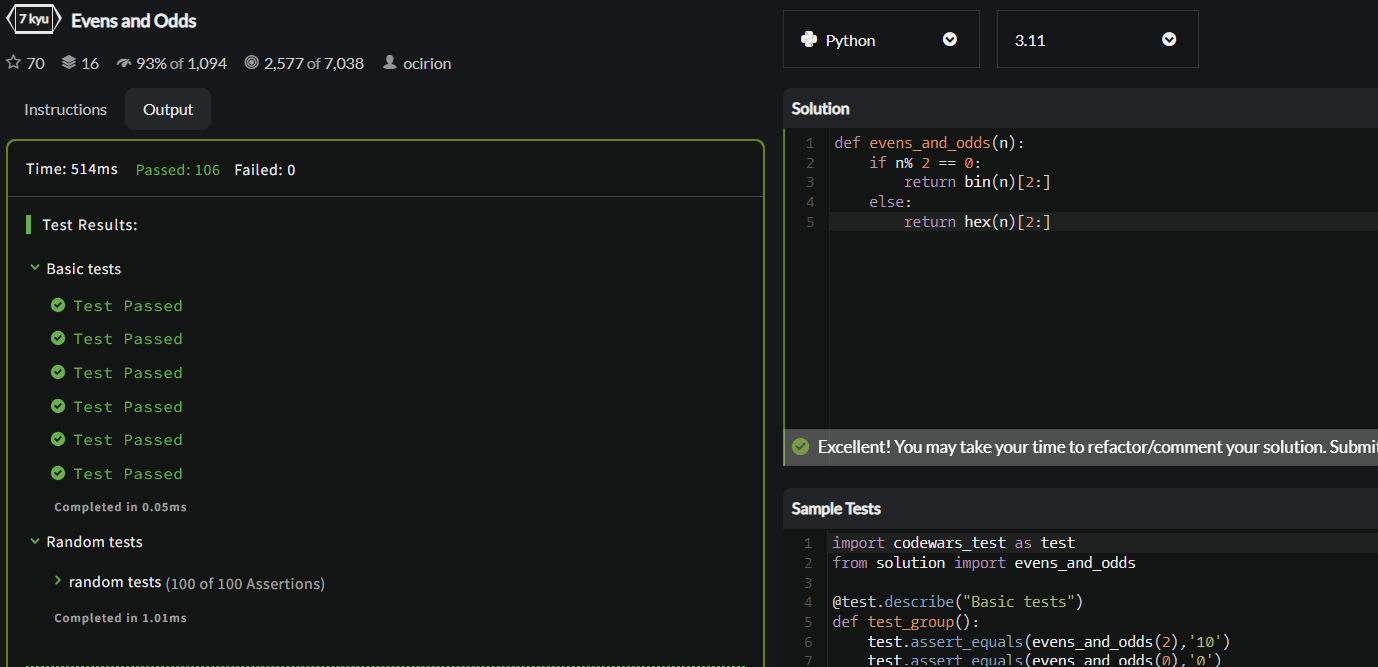 7 kyu Evens and Odds
70 16 93% of 1,094 2,577 of 7,038 ocirion
Instructions Output
Time: 514ms Passed: 106 Failed: 0
Test Results:
Basic tests
Test Passed
Test Passed
Test Passed
Test Passed
Test Passed
Test Passed
Completed in 0.05ms
Random tests
random tests (100 of 100 Assertions)
Completed in 1.01ms
Python 3.11
Solution
1 def evens_and_odds(n):
2 if n% 2 == 0:
3 return bin(n)[2:]
4 else:
5 return hex(n)[2:]
Excellent! You may take your time to refactor/comment your solution. Submi
Sample Tests
1 import codewars_test as test
2 from solution import evens_and_odds
3
4 @test.describe("Basic tests")
5 def test_group():
6 test.assert_equals(evens_and_odds(2),'10')
7 test.assert_equals(evens_and_odds(0),'0')